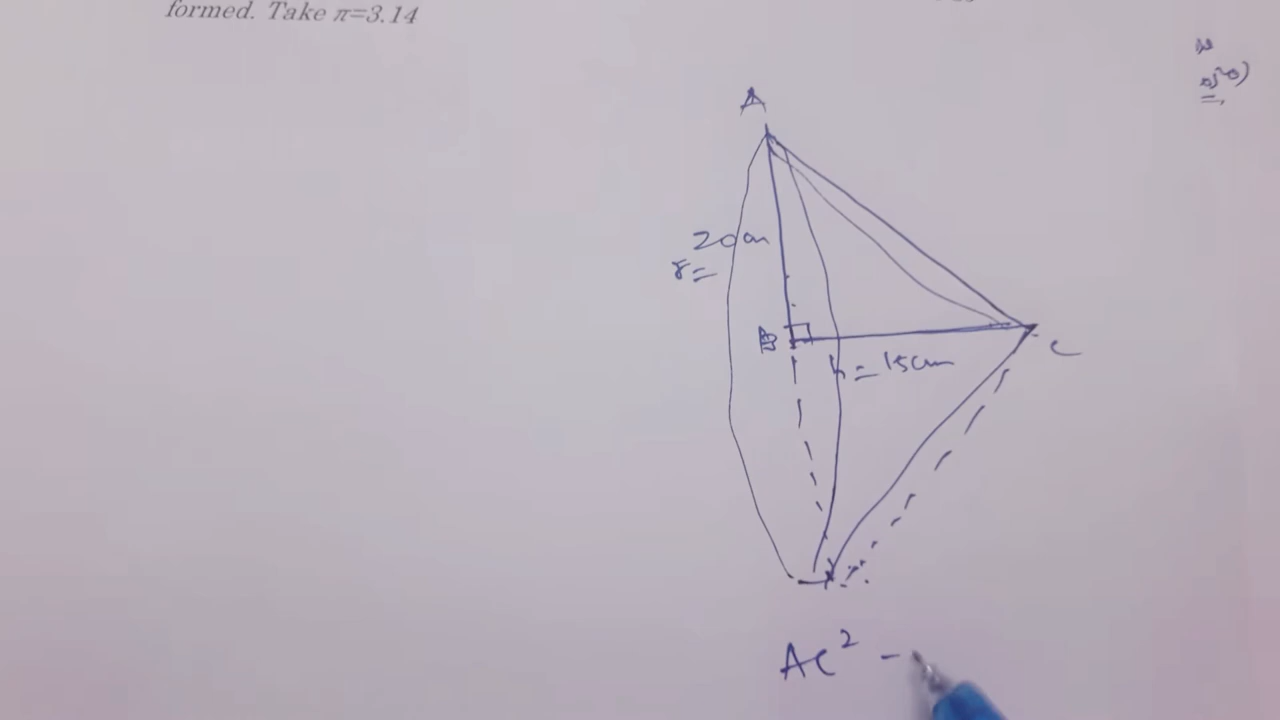 formed. Take π=3.14
A
20cm
r=
B
h=15cm
C
AC² -